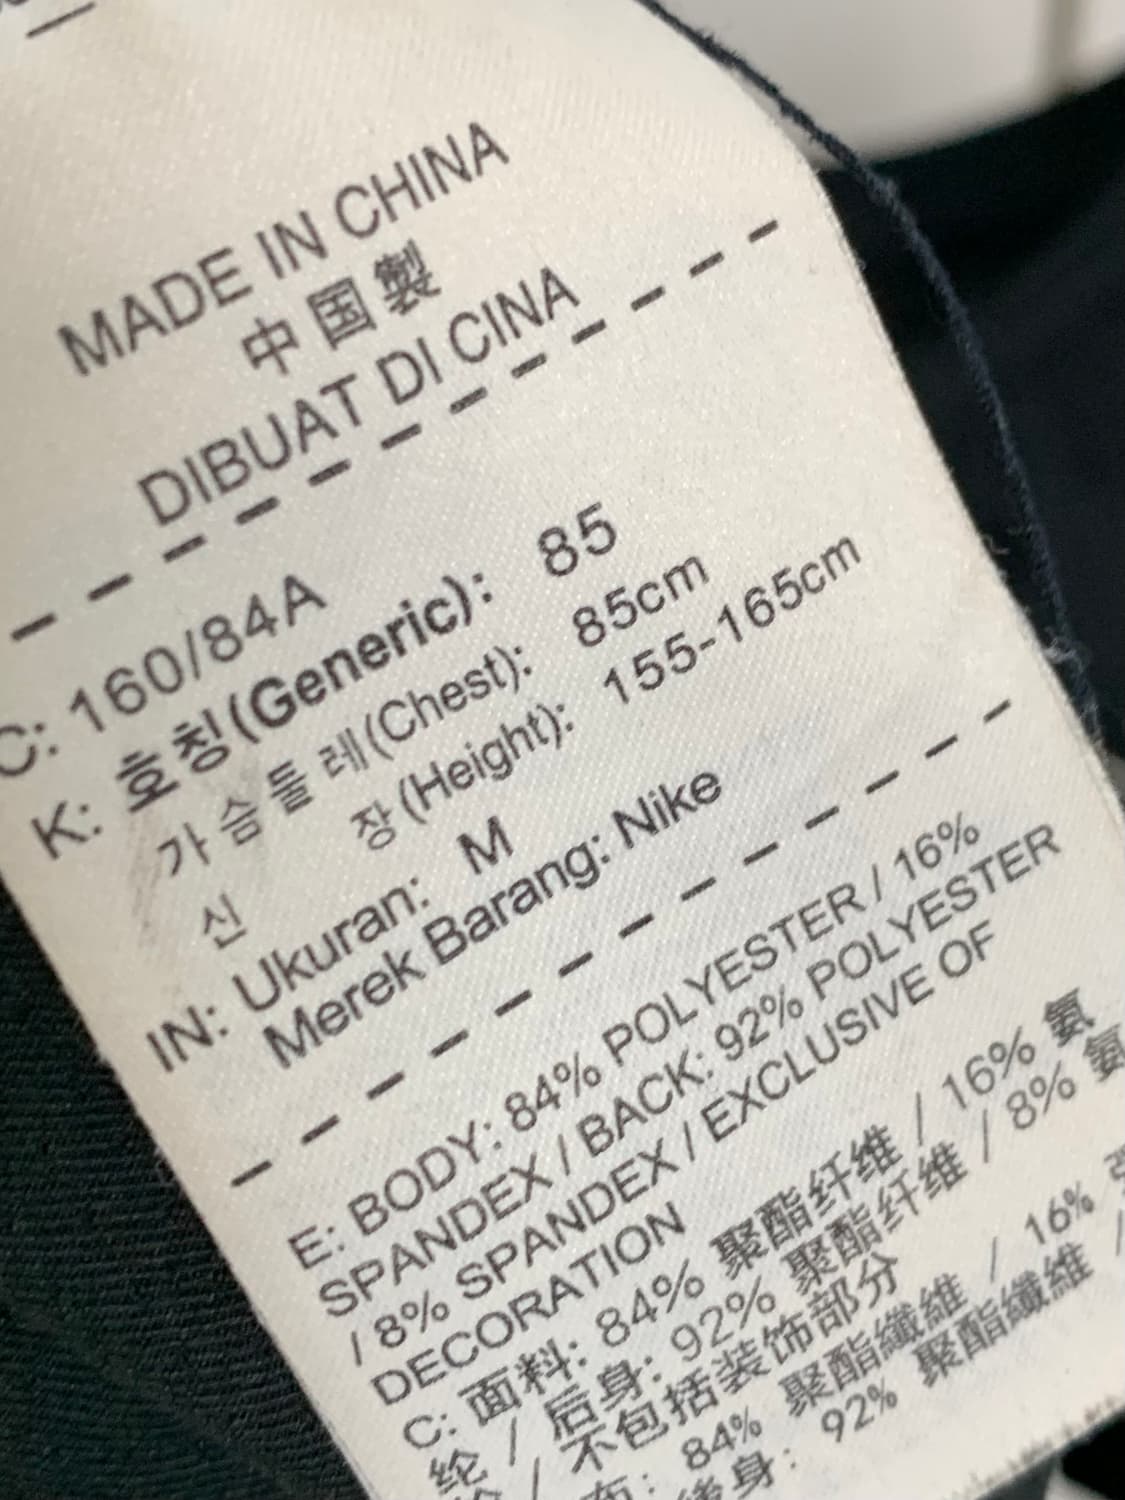 MADE IN CHINA
中国製
DIBUAT DI CINA
C: 160/84A
K: 호칭(Generic): 85
가슴둘레(Chest): 85cm
신 장(Height): 155-165cm
IN: Ukuran: M
Merek Barang: Nike
E: BODY: 84% POLYESTER / 16%
SPANDEX / BACK: 92% POLYESTER
/ 8% SPANDEX / EXCLUSIVE OF
DECORATION
C: 面料: 84% 聚酯纤维 / 16% 氨
纶 / 后身: 92% 聚酯纤维 / 8% 氨
/ 不包括装饰部分
布: 84% 聚酯纖維 / 16%
後身: 92% 聚酯纖維 /